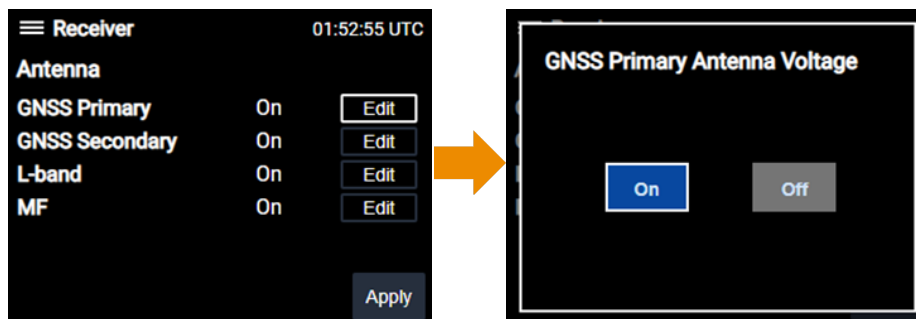 Receiver 01:52:55 UTC
Antenna
GNSS Primary On Edit
GNSS Secondary On Edit
L-band On Edit
MF On Edit
Apply
GNSS Primary Antenna Voltage
On Off